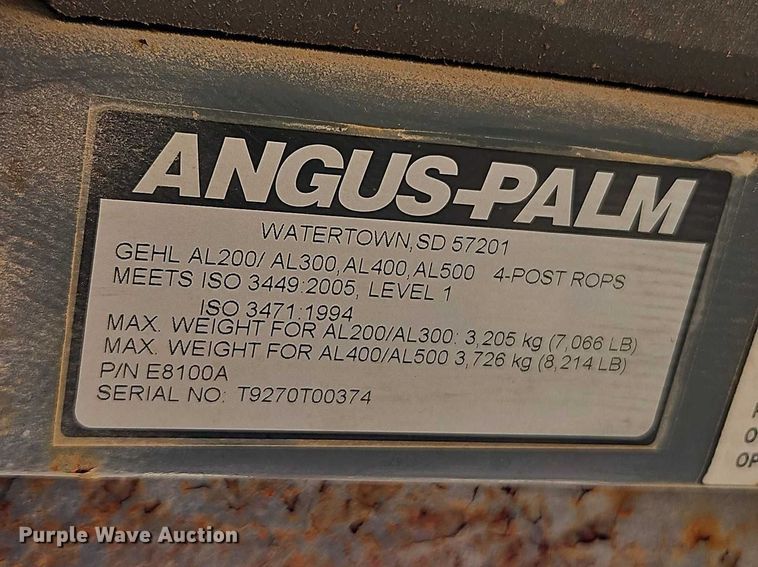 ANGUS-PALM
WATERTOWN, SD 57201
GEHL AL200/ AL300, AL400, AL500 4-POST ROPS
MEETS ISO 3449:2005, LEVEL 1
ISO 3471:1994
MAX. WEIGHT FOR AL200/AL300: 3,205 kg (7,066 LB)
MAX. WEIGHT FOR AL400/AL500 3,726 kg (8,214 LB)
P/N E8100A
SERIAL NO: T9270T00374
Purple Wave Auction